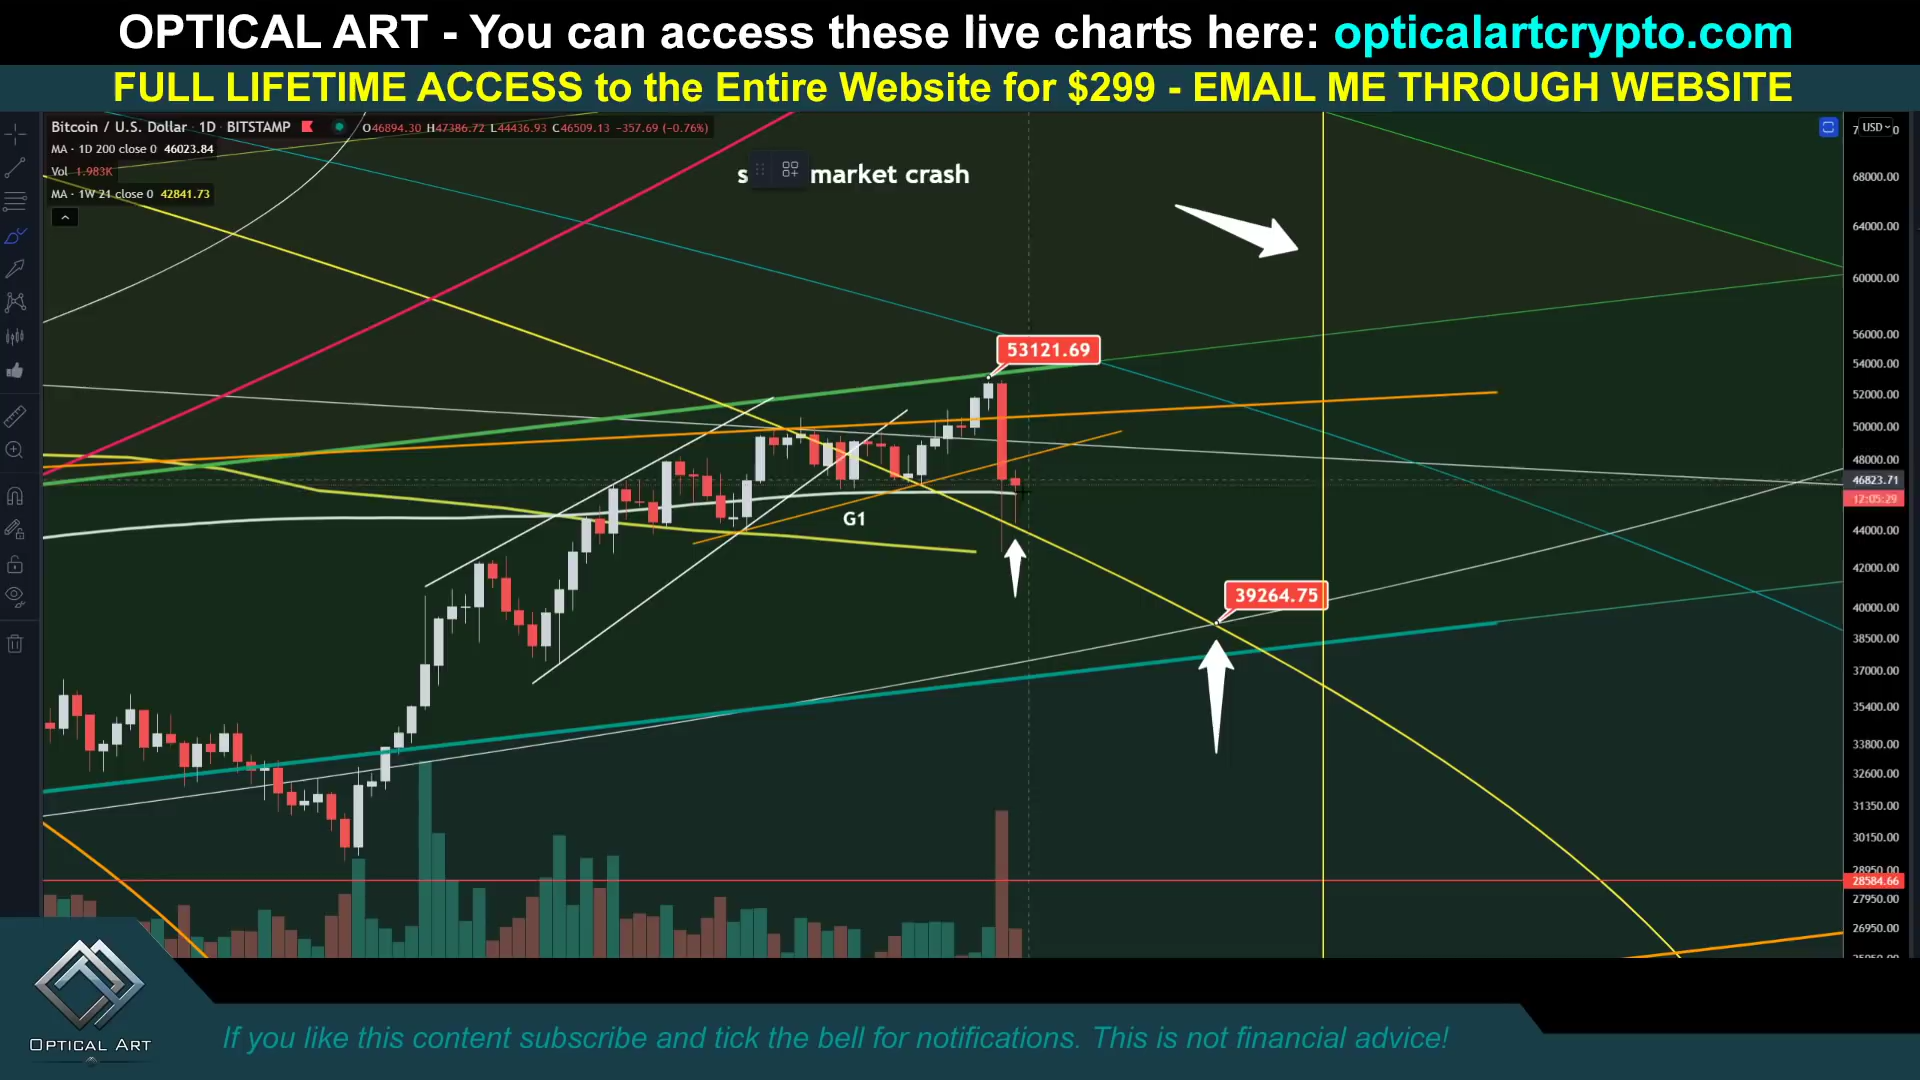 OPTICAL ART - You can access these live charts here: opticalartcrypto.com
FULL LIFETIME ACCESS to the Entire Website for $299 - EMAIL ME THROUGH WEBSITE
Bitcoin / U.S. Dollar · 1D · BITSTAMP O46894.30 H47386.72 L44436.93 C46509.13 -357.69 (-0.76%)
MA · 1D 200 close 0 46023.84
Vol 1.983K
MA · 1W 21 close 0 42841.73
market crash
USD
68000.00
64000.00
60000.00
56000.00
54000.00
52000.00
50000.00
48000.00
46823.71
12:05:29
44000.00
42000.00
40000.00
38500.00
37000.00
35400.00
33800.00
32600.00
31350.00
30150.00
28950.00
28584.66
27950.00
26950.00
53121.69
G1
39264.75
OPTICAL ART
If you like this content subscribe and tick the bell for notifications. This is not financial advice!